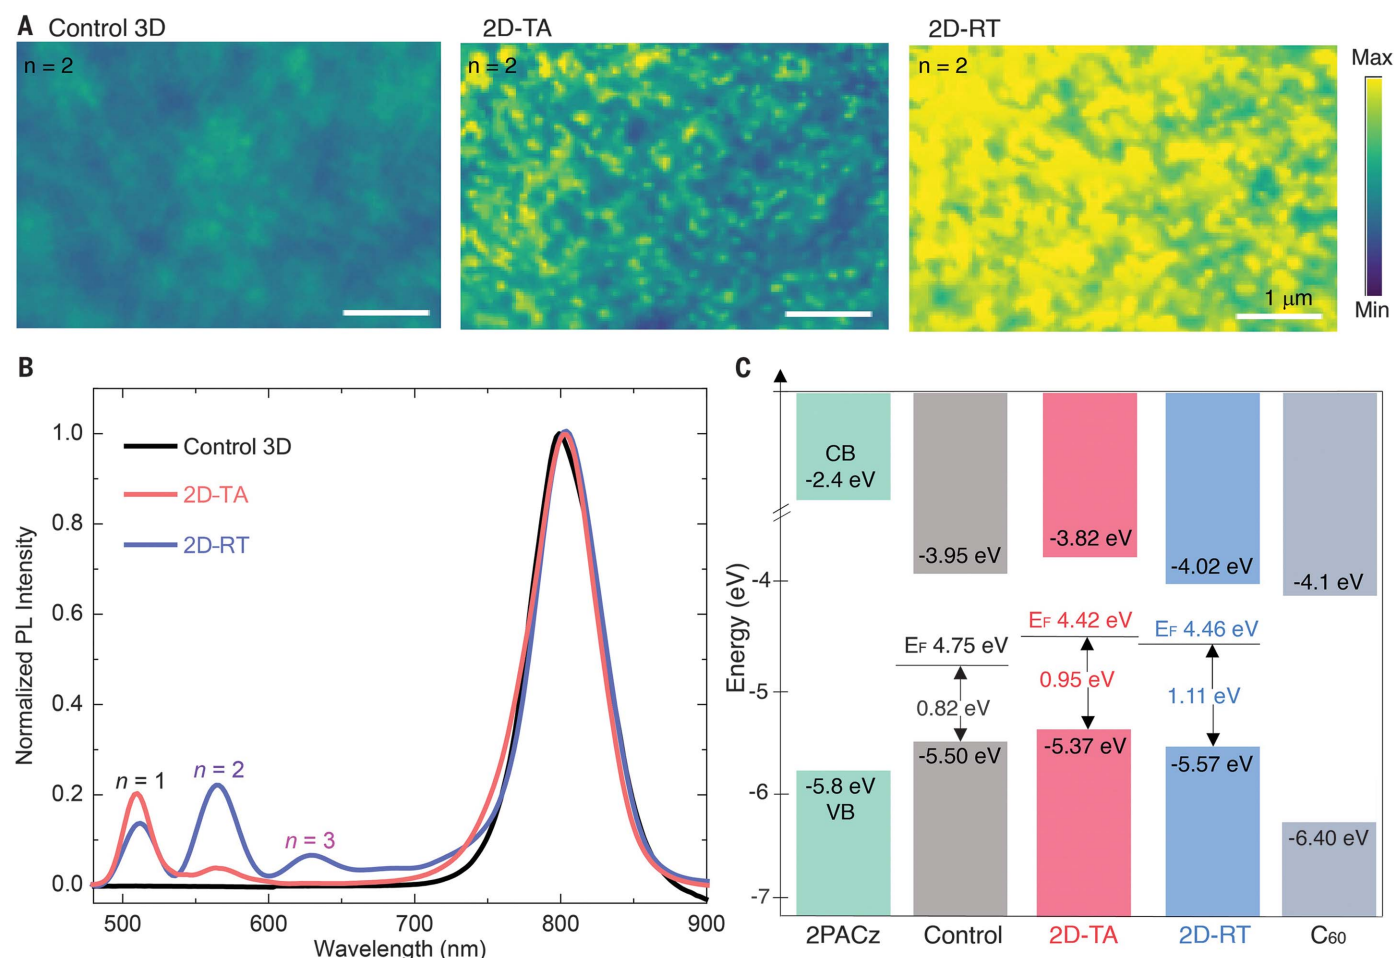 A Control 3D
n = 2
2D-TA
n = 2
2D-RT
n = 2
1 μm
Max
Min
B
Normalized PL Intensity
1.0
0.8
0.6
0.4
0.2
0.0
Control 3D
2D-TA
2D-RT
n = 1
n = 2
n = 3
500 600 700 800 900
Wavelength (nm)
C
Energy (eV)
-4
-5
-6
-7
CB
-2.4 eV
-3.95 eV
-3.82 eV
-4.02 eV
-4.1 eV
EF 4.75 eV
EF 4.42 eV
EF 4.46 eV
0.82 eV
0.95 eV
1.11 eV
-5.8 eV
VB
-5.50 eV
-5.37 eV
-5.57 eV
-6.40 eV
2PACz Control 2D-TA 2D-RT C60